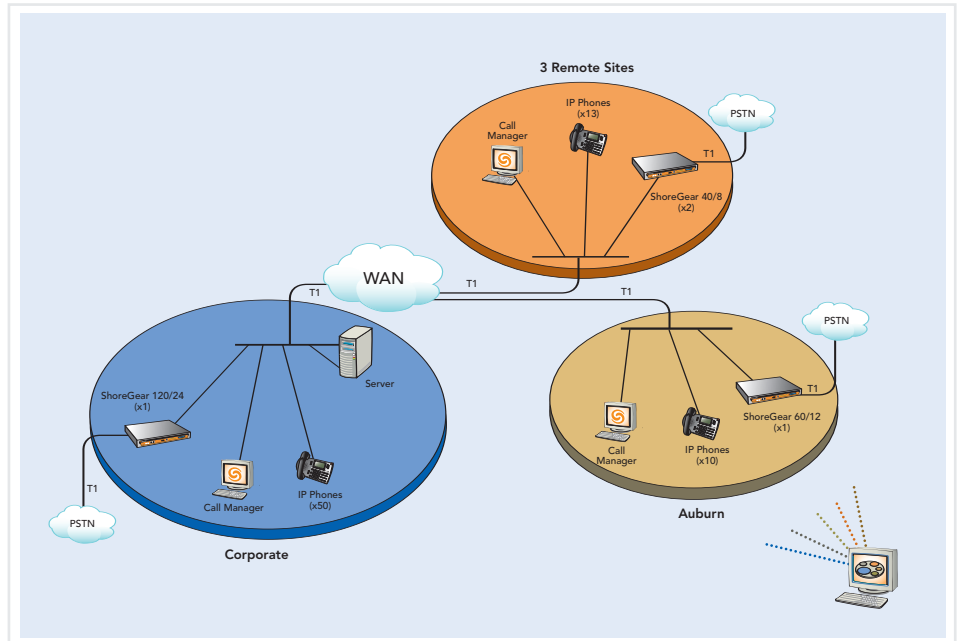 3 Remote Sites
IP Phones
(x13)
Call
Manager
PSTN
T1
ShoreGear 40/8
(x2)
WAN
T1
T1
T1
PSTN
Server
ShoreGear 120/24
(x1)
T1
ShoreGear 60/12
(x1)
Call
Manager
IP Phones
(x10)
Auburn
T1
PSTN
Call Manager
IP Phones
(x50)
Corporate